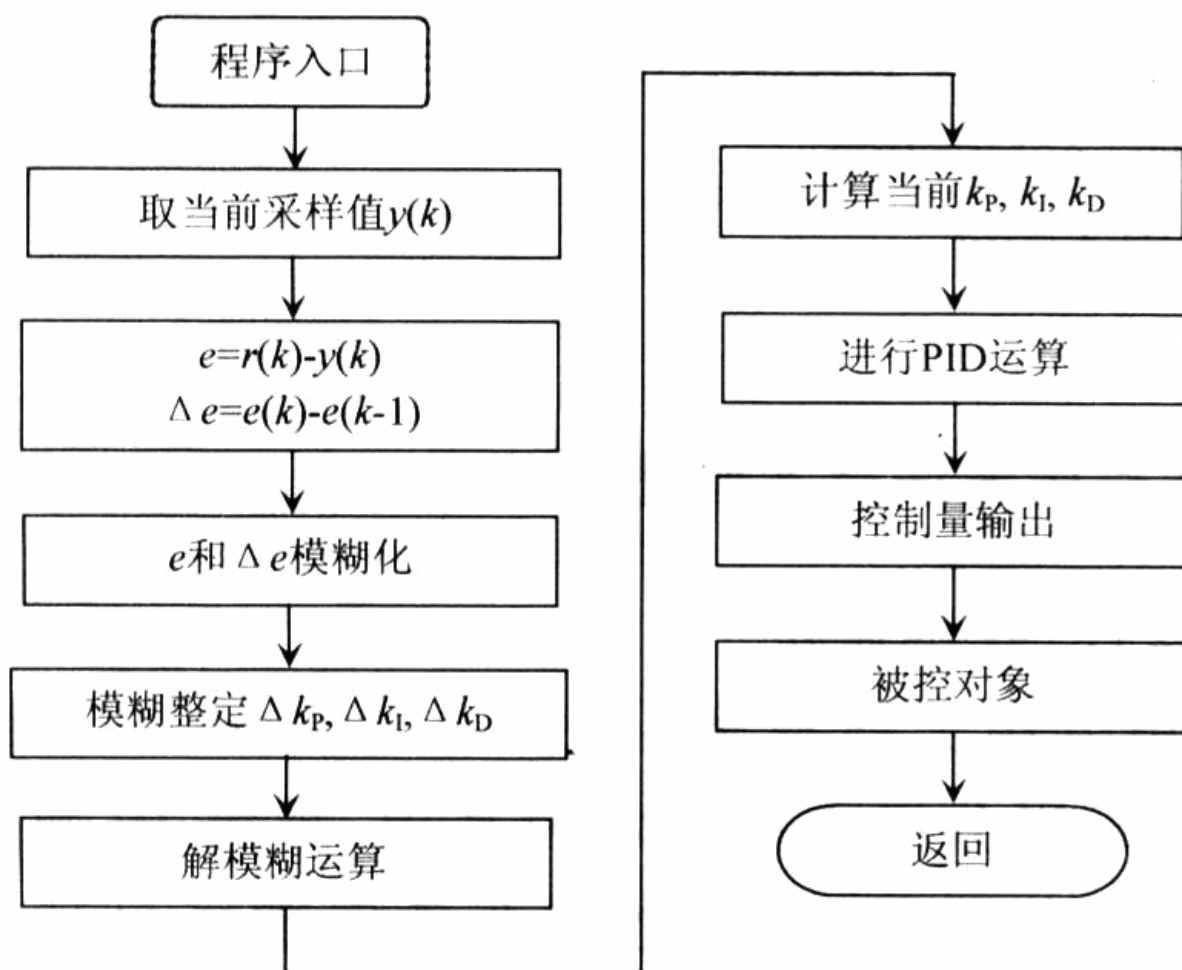 程序入口
取当前采样值y(k)
e=r(k)-y(k)
Δe=e(k)-e(k-1)
e和Δe模糊化
模糊整定Δk_P, Δk_I, Δk_D
解模糊运算
计算当前k_P, k_I, k_D
进行PID运算
控制量输出
被控对象
返回